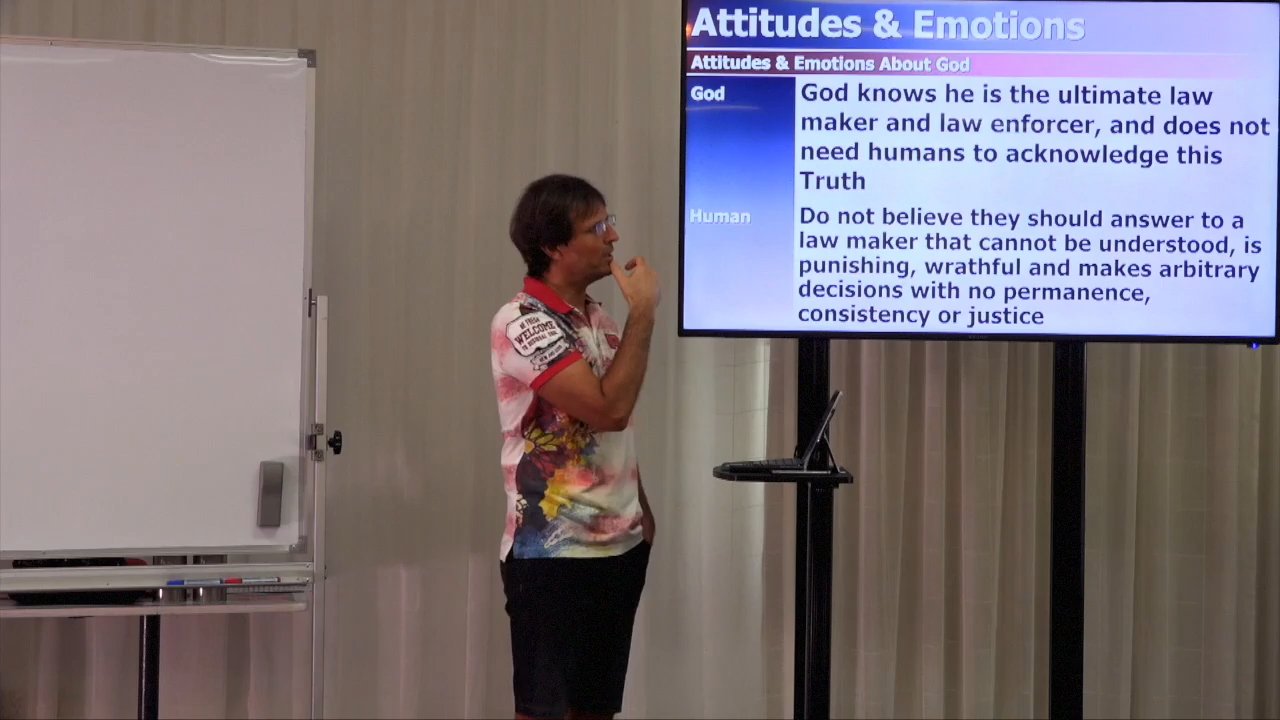 Attitudes & Emotions
Attitudes & Emotions About God
God
God knows he is the ultimate law
maker and law enforcer, and does not
need humans to acknowledge this
Truth
Human
Do not believe they should answer to a
law maker that cannot be understood, is
punishing, wrathful and makes arbitrary
decisions with no permanence,
consistency or justice
WELCOME